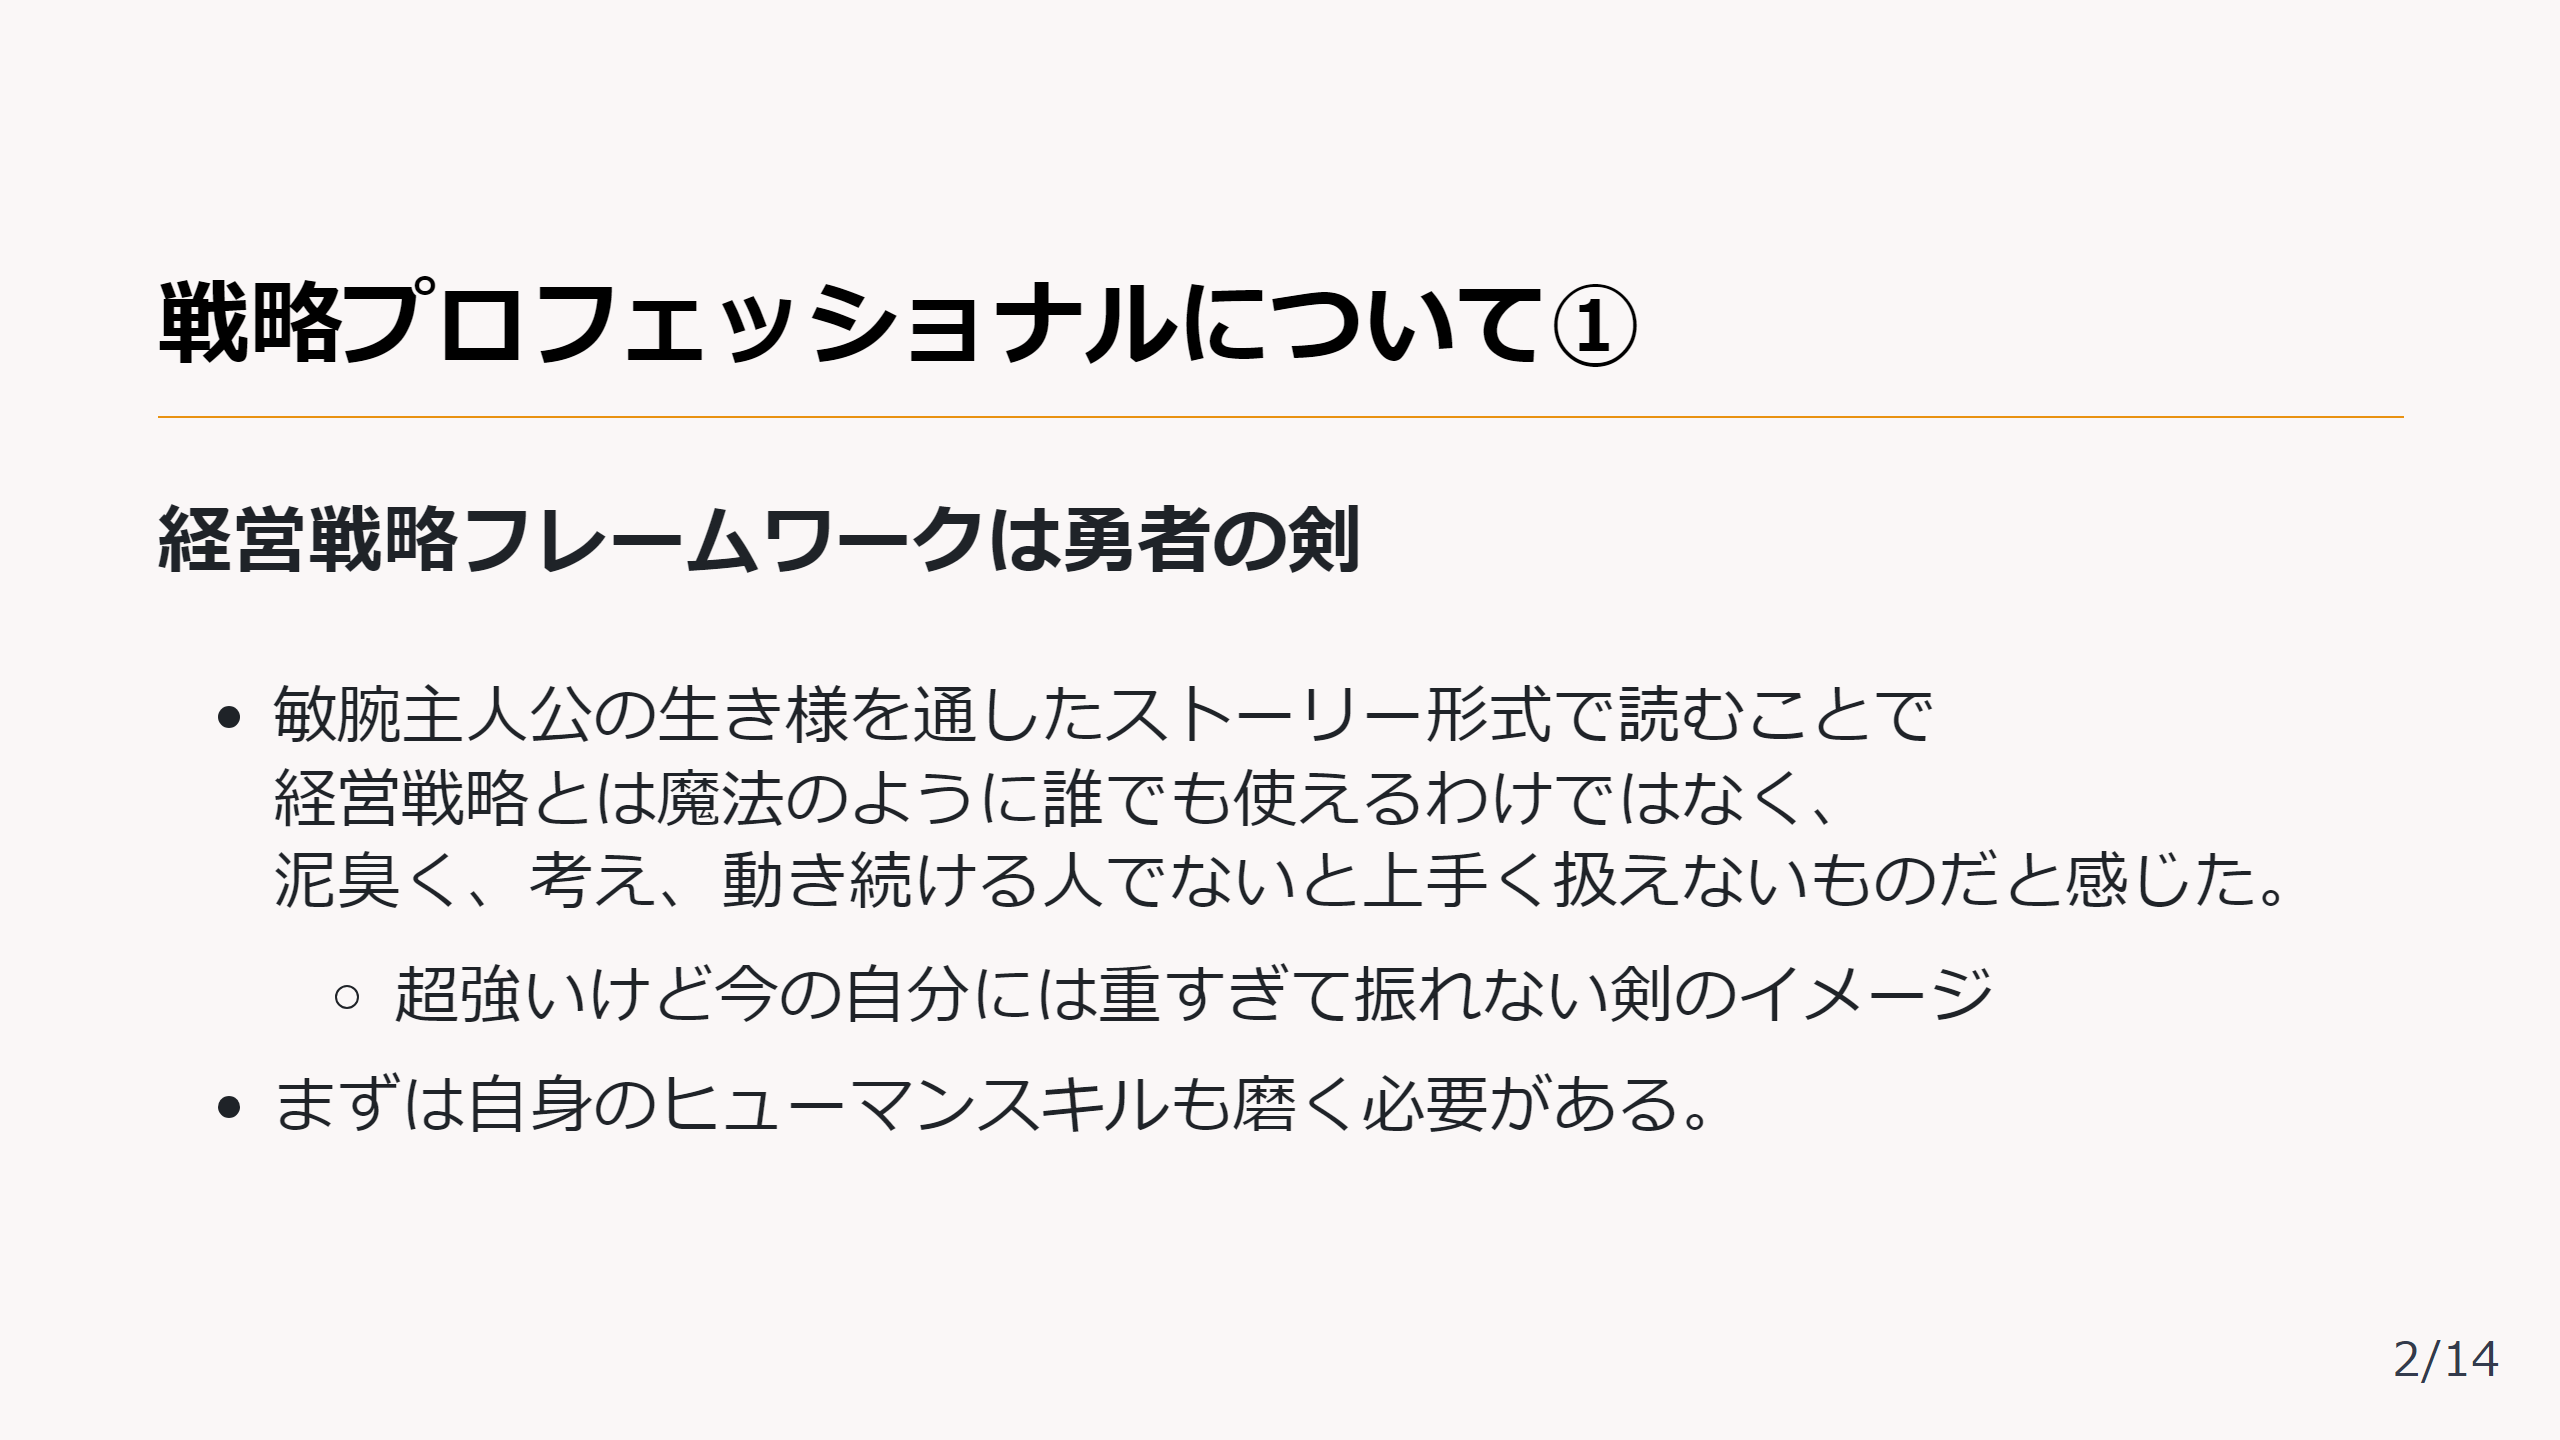 戦略プロフェッショナルについて①
経営戦略フレームワークは勇者の剣
• 敏腕主人公の生き様を通したストーリー形式で読むことで
経営戦略とは魔法のように誰でも使えるわけではなく、
泥臭く、考え、動き続ける人でないと上手く扱えないものだと感じた。
◦ 超強いけど今の自分には重すぎて振れない剣のイメージ
• まずは自身のヒューマンスキルも磨く必要がある。
2/14